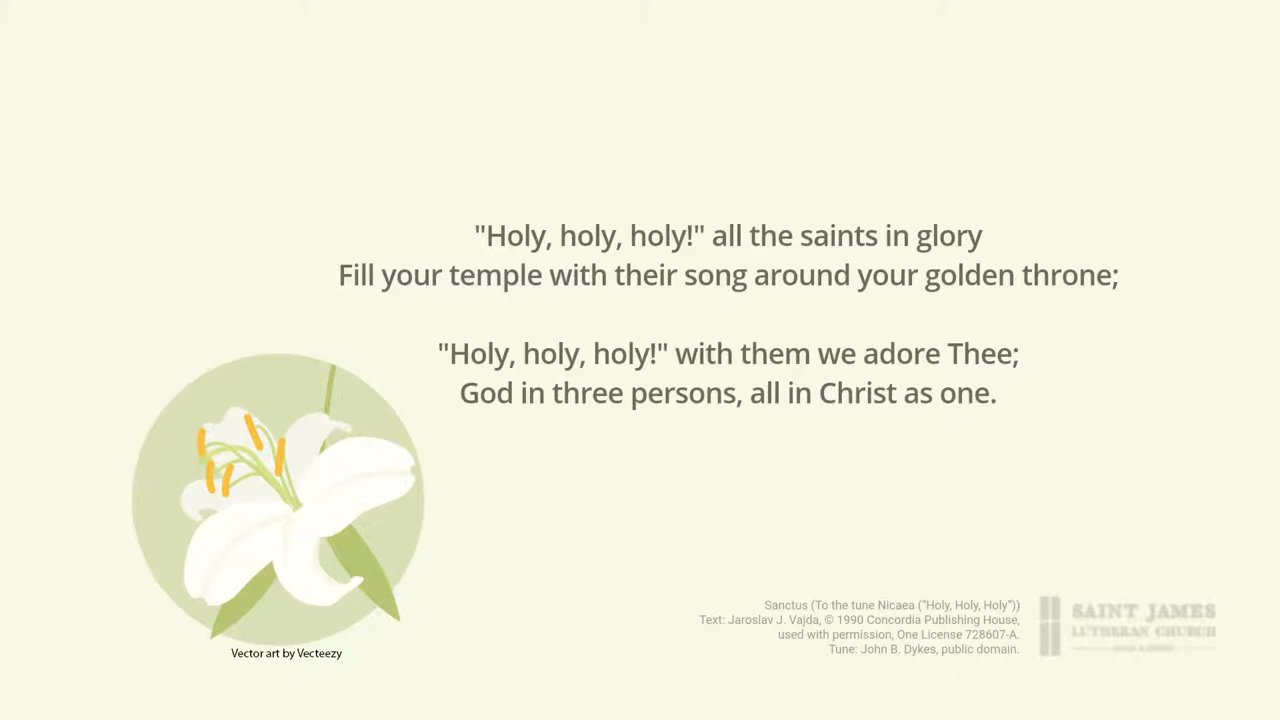 "Holy, holy, holy!" all the saints in glory
Fill your temple with their song around your golden throne;
"Holy, holy, holy!" with them we adore Thee;
God in three persons, all in Christ as one.
Sanctus (To the tune Nicaea ("Holy, Holy, Holy"))
Text: Jaroslav J. Vajda, © 1990 Concordia Publishing House,
used with permission, One License 728607-A.
Tune: John B. Dykes, public domain.
SAINT JAMES
LUTHERAN CHURCH
Vector art by Vecteezy